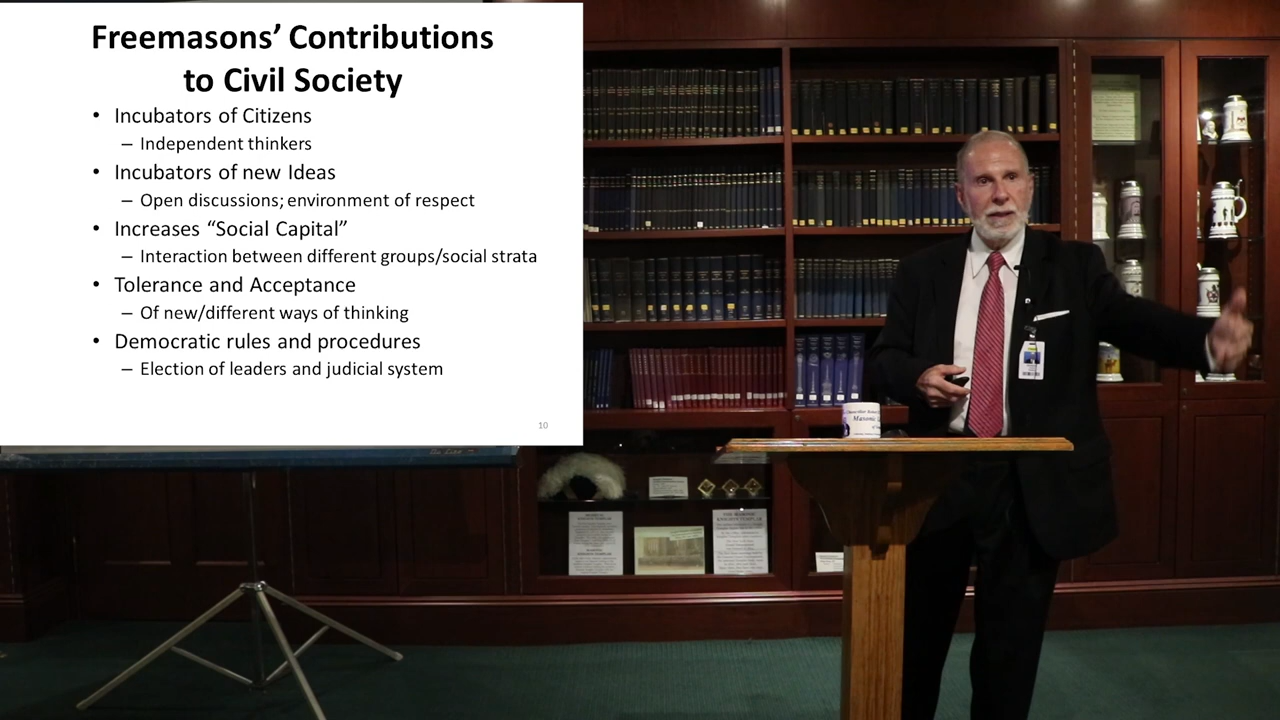 Freemasons’ Contributions
to Civil Society
• Incubators of Citizens
– Independent thinkers
• Incubators of new Ideas
– Open discussions; environment of respect
• Increases “Social Capital”
– Interaction between different groups/social strata
• Tolerance and Acceptance
– Of new/different ways of thinking
• Democratic rules and procedures
– Election of leaders and judicial system
10
Masonic